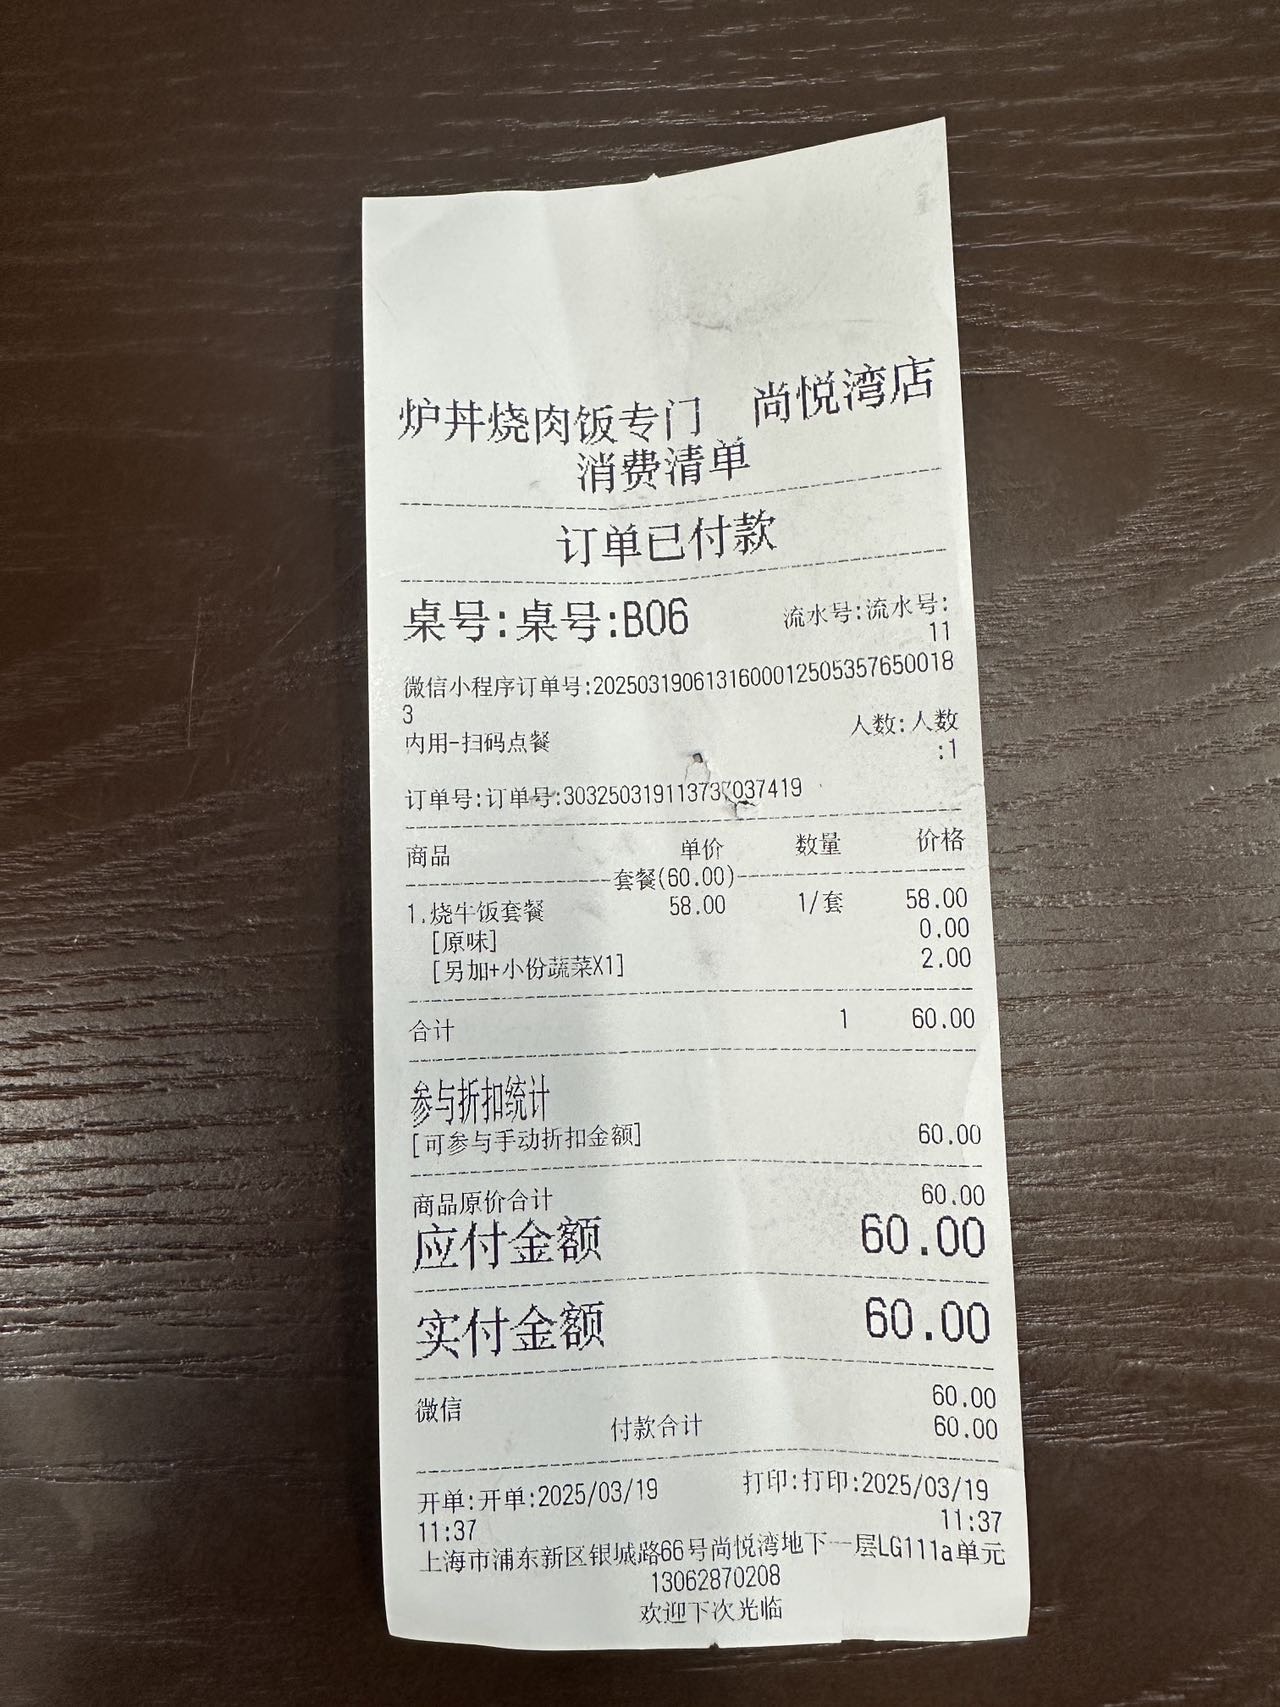 炉丼烧肉饭专门 尚悦湾店
消费清单
订单已付款
桌号:桌号:B06 流水号:流水号:
11
微信小程序订单号:2025031906131600012505357650018
3
内用-扫码点餐 人数:人数
:1
订单号:订单号:303250319113737037419
商品 单价 数量 价格
套餐(60.00)
1.烧牛饭套餐 58.00 1/套 58.00
[原味] 0.00
[另加+小份蔬菜X1] 2.00
合计 1 60.00
参与折扣统计
[可参与手动折扣金额] 60.00
商品原价合计 60.00
应付金额 60.00
实付金额 60.00
微信 60.00
付款合计 60.00
开单:开单:2025/03/19 打印:打印:2025/03/19
11:37 11:37
上海市浦东新区银城路66号尚悦湾地下一层LG111a单元
13062870208
欢迎下次光临